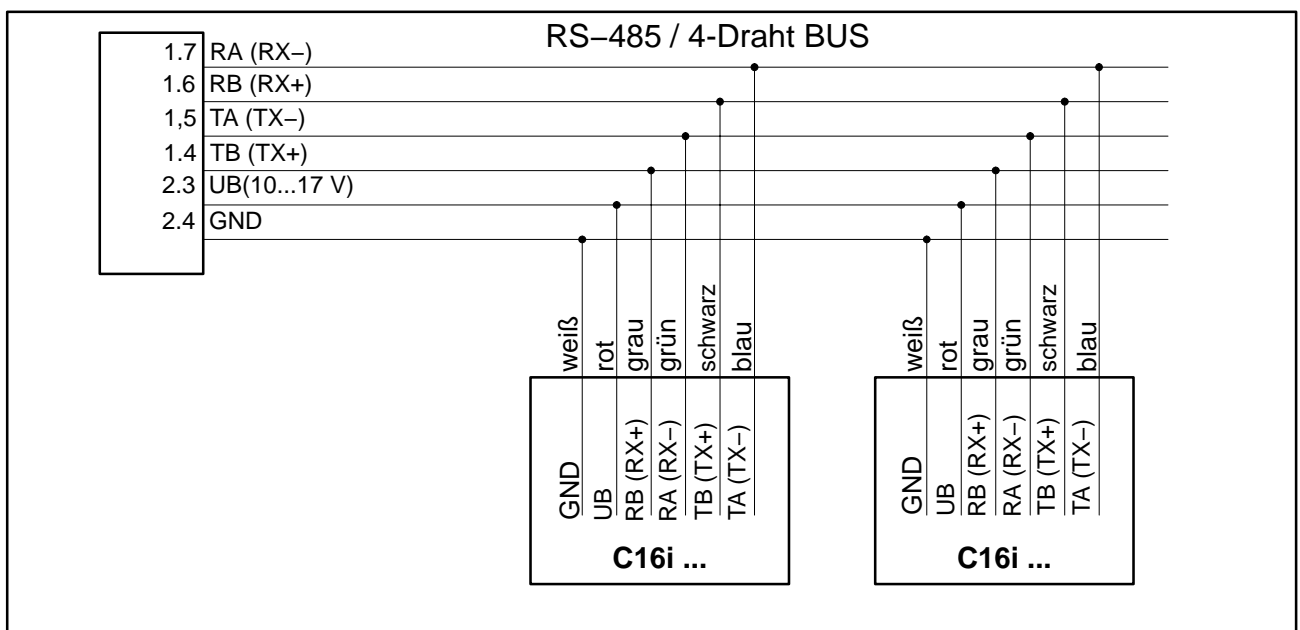 RS–485 / 4-Draht BUS
1.7 RA (RX–)
1.6 RB (RX+)
1,5 TA (TX–)
1.4 TB (TX+)
2.3 UB(10...17 V)
2.4 GND
weiß
rot
grau
grün
schwarz
blau
weiß
rot
grau
grün
schwarz
blau
GND
UB
RB (RX+)
RA (RX–)
TB (TX+)
TA (TX–)
GND
UB
RB (RX+)
RA (RX–)
TB (TX+)
TA (TX–)
C16i ...
C16i ...